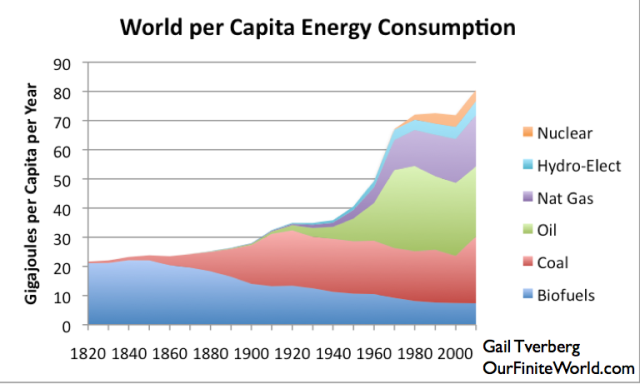 World per Capita Energy Consumption
Gigajoules per Capita per Year
90
80
70
60
50
40
30
20
10
0
1820 1840 1860 1880 1900 1920 1940 1960 1980 2000
Nuclear
Hydro-Elect
Nat Gas
Oil
Coal
Biofuels
Gail Tverberg
OurFiniteWorld.com